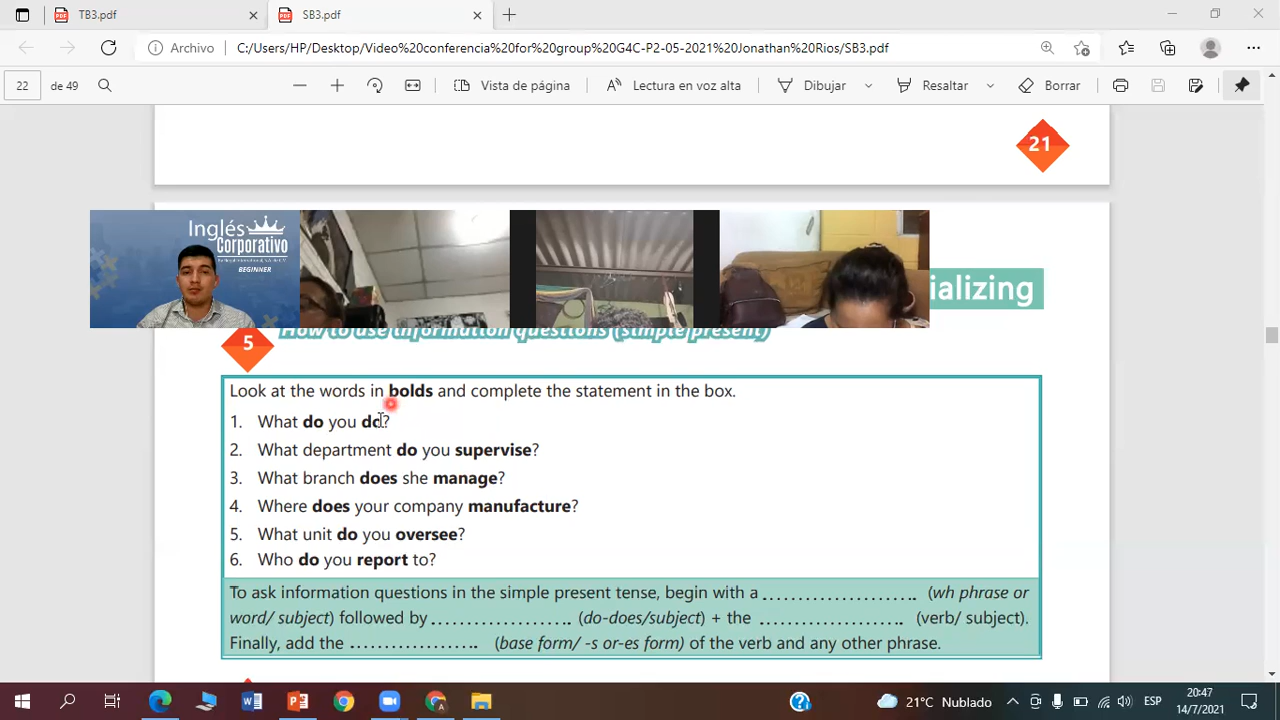 TB3.pdf
SB3.pdf
Archivo
C:/Users/HP/Desktop/Video%20conferencia%20for%20group%20G4C-P2-05-2021%20Jonathan%20Rios/SB3.pdf
22 de 49
Vista de página
Lectura en voz alta
Dibujar
Resaltar
Borrar
21
Inglés
Corporativo
BEGINNER
ializing
5
How to use information questions (simple present)
Look at the words in bolds and complete the statement in the box.
1. What do you do?
2. What department do you supervise?
3. What branch does she manage?
4. Where does your company manufacture?
5. What unit do you oversee?
6. Who do you report to?
To ask information questions in the simple present tense, begin with a ..................... (wh phrase or
word/ subject) followed by ................... (do-does/subject) + the ................... (verb/ subject).
Finally, add the ................. (base form/ -s or-es form) of the verb and any other phrase.
21°C Nublado
ESP
20:47
14/7/2021